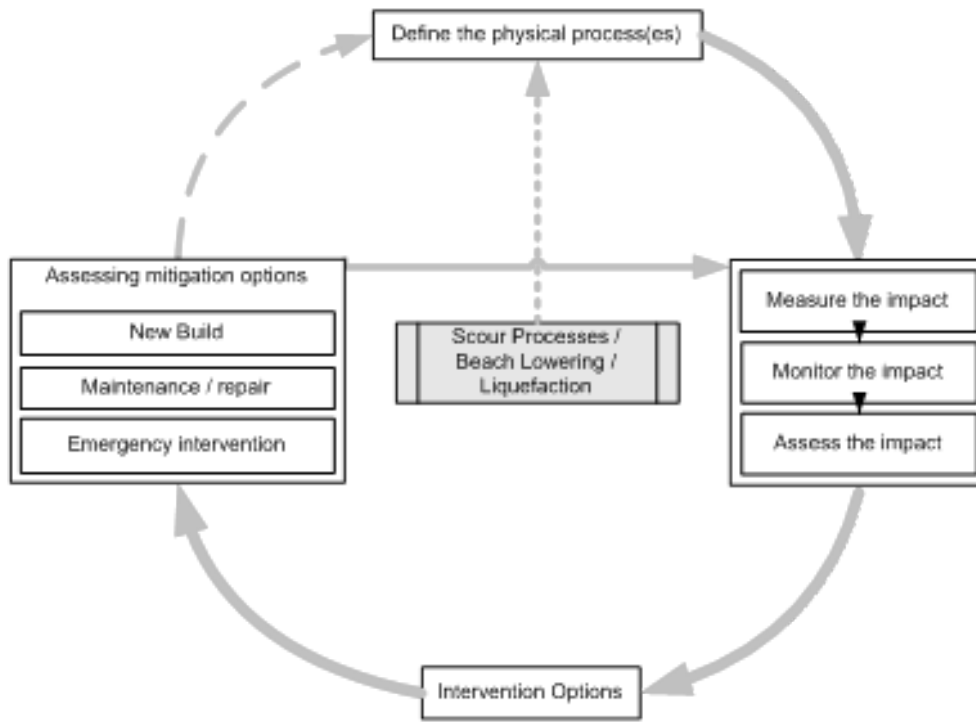 Define the physical process(es)
Assessing mitigation options
New Build
Maintenance / repair
Emergency intervention
Scour Processes /
Beach Lowering /
Liquefaction
Measure the impact
Monitor the impact
Assess the impact
Intervention Options